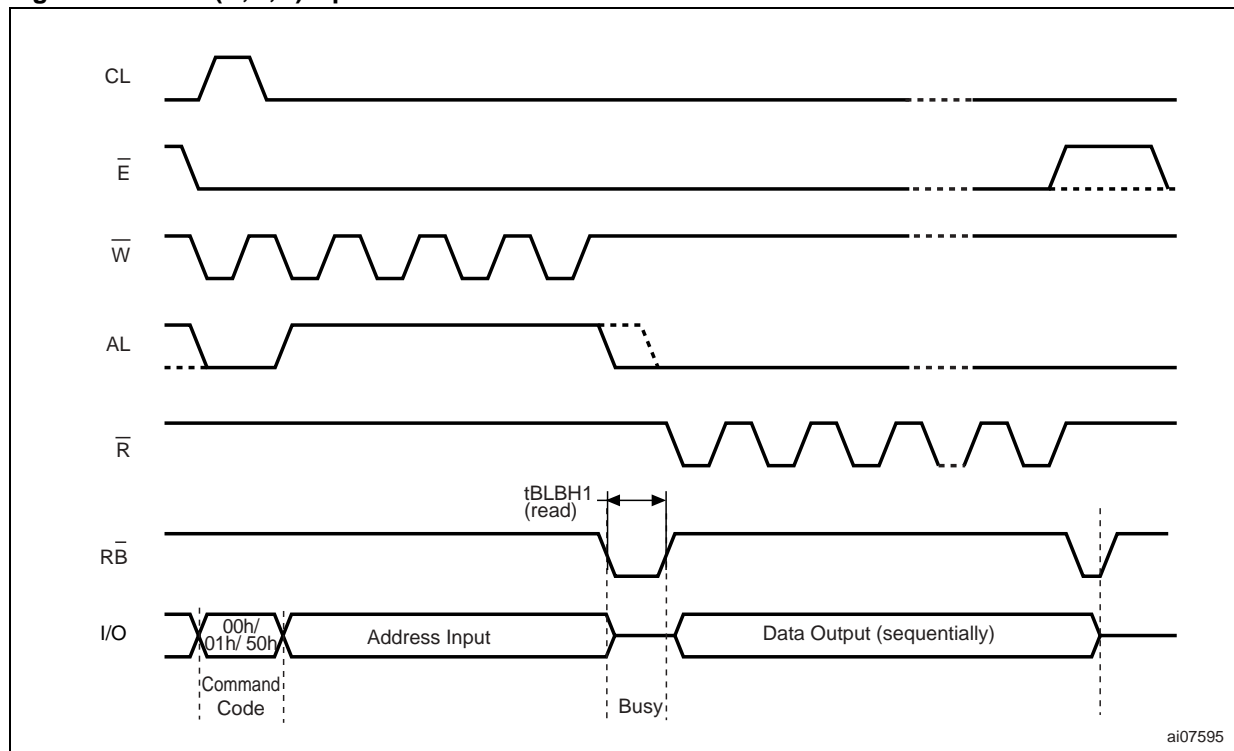 CL
E
W
AL
R
tBLBH1
(read)
RB
I/O
00h/
01h/ 50h
Address Input
Data Output (sequentially)
Command
Code
Busy
ai07595